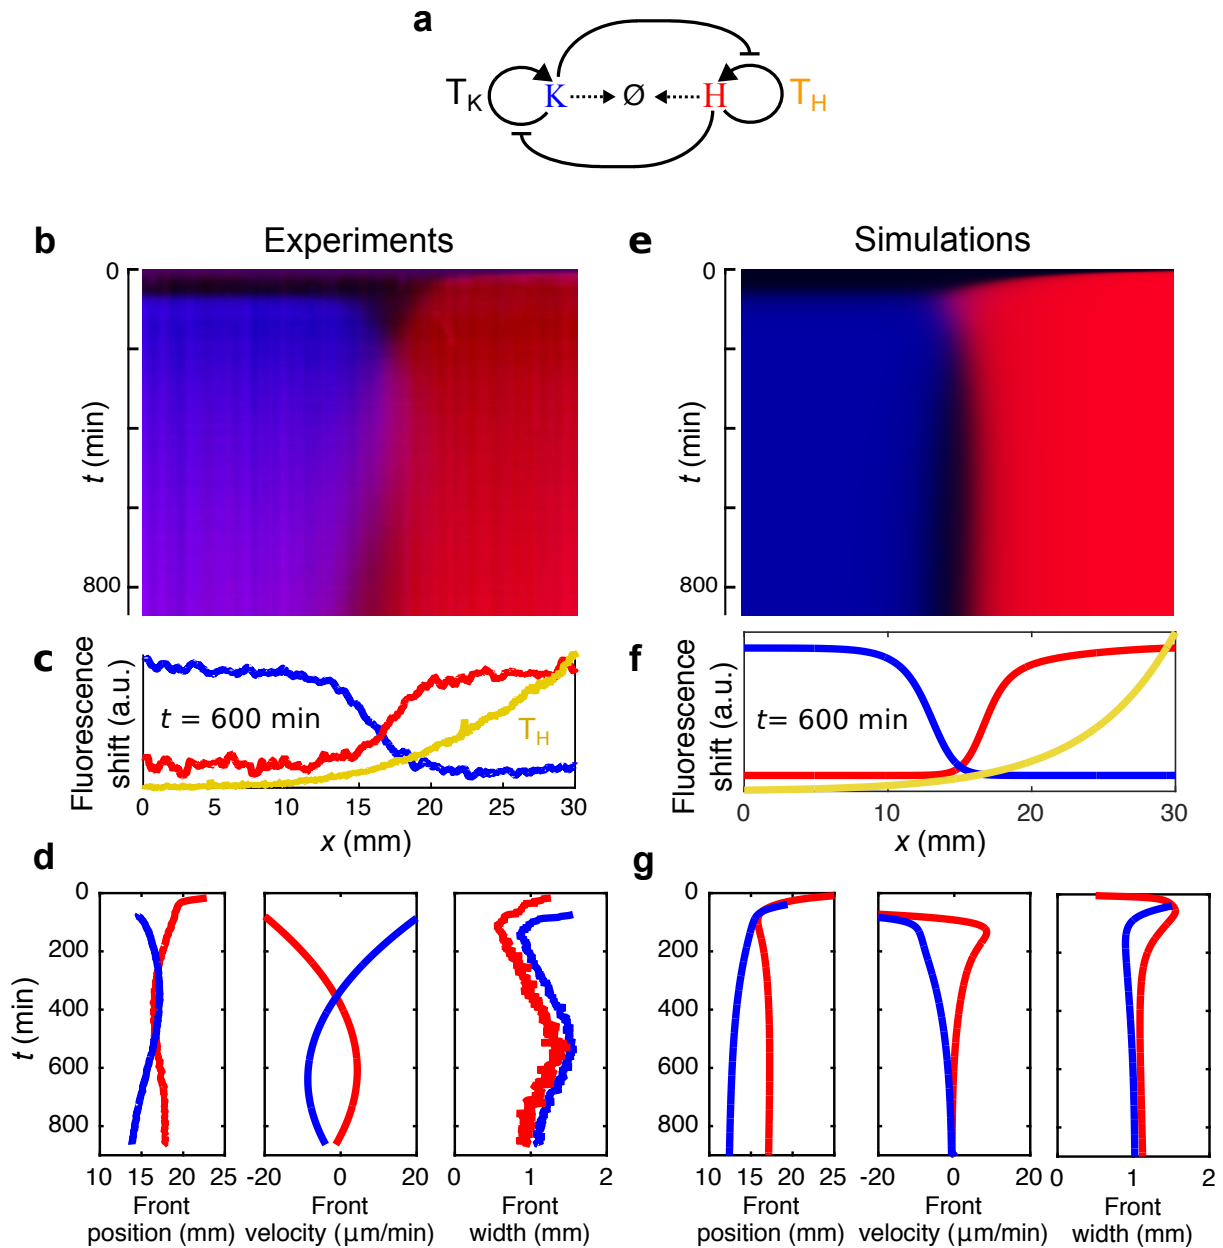 a
T_K K Ø H T_H
b Experiments
0
t (min)
800
c
Fluorescence
shift (a.u.)
t = 600 min
T_H
0 5 10 15 20 25 30
x (mm)
d
0
200
400
600
800
t (min)
10 15 20 25
Front
position (mm)
-20 0 20
Front
velocity (μm/min)
0 1 2
Front
width (mm)
e Simulations
0
t (min)
800
f
Fluorescence
shift (a.u.)
t= 600 min
0 10 20 30
x (mm)
g
0
200
400
600
800
10 15 20 25
Front
position (mm)
-20 0 20
Front
velocity (μm/min)
0 1 2
Front
width (mm)